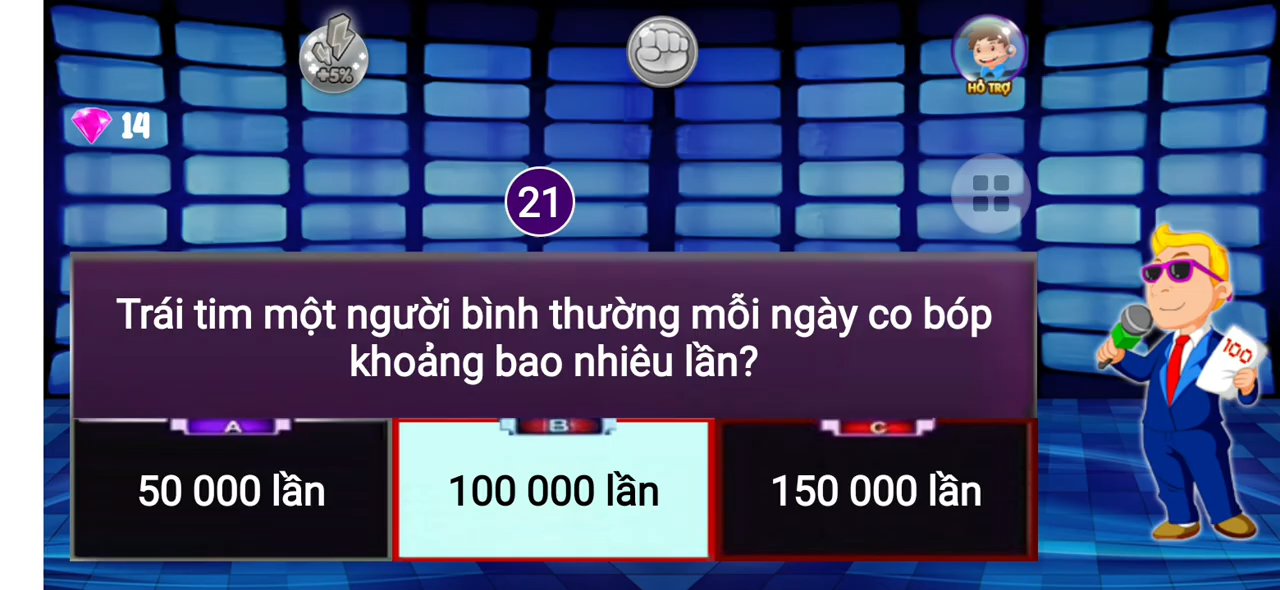 +5%
HỖ TRỢ
14
21
Trái tim một người bình thường mỗi ngày co bóp
khoảng bao nhiêu lần?
A
B
C
50 000 lần
100 000 lần
150 000 lần
100